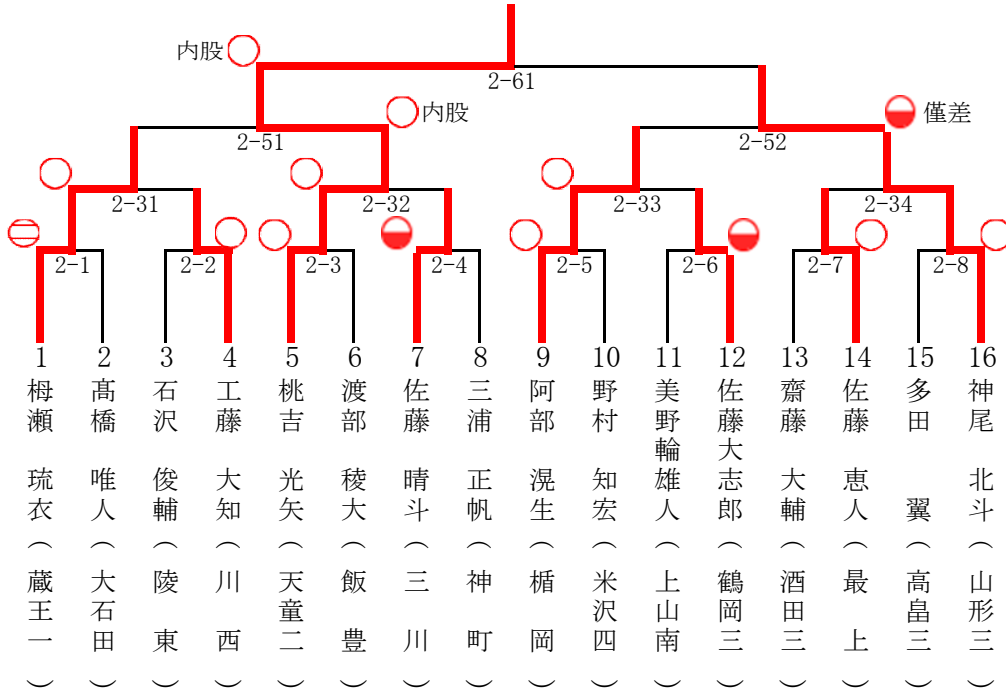 内股
2-61
内股
僅差
2-51
2-52
2-31
2-32
2-33
2-34
2-1
2-2
2-3
2-4
2-5
2-6
2-7
2-8
1 栂瀬 琉衣（蔵王一）
2 髙橋 唯人（大石田）
3 石沢 俊輔（陵東）
4 工藤 大知（川西）
5 桃吉 光矢（天童二）
6 渡部 稜大（飯豊）
7 佐藤 晴斗（三川）
8 三浦 正帆（神町）
9 阿部 滉生（楯岡）
10 野村 知宏（米沢四）
11 美野輪雄人（上山南）
12 佐藤大志郎（鶴岡三）
13 齋藤 大輔（酒田三）
14 佐藤 恵人（最上）
15 多田 翼（高畠三）
16 神尾 北斗（山形三）